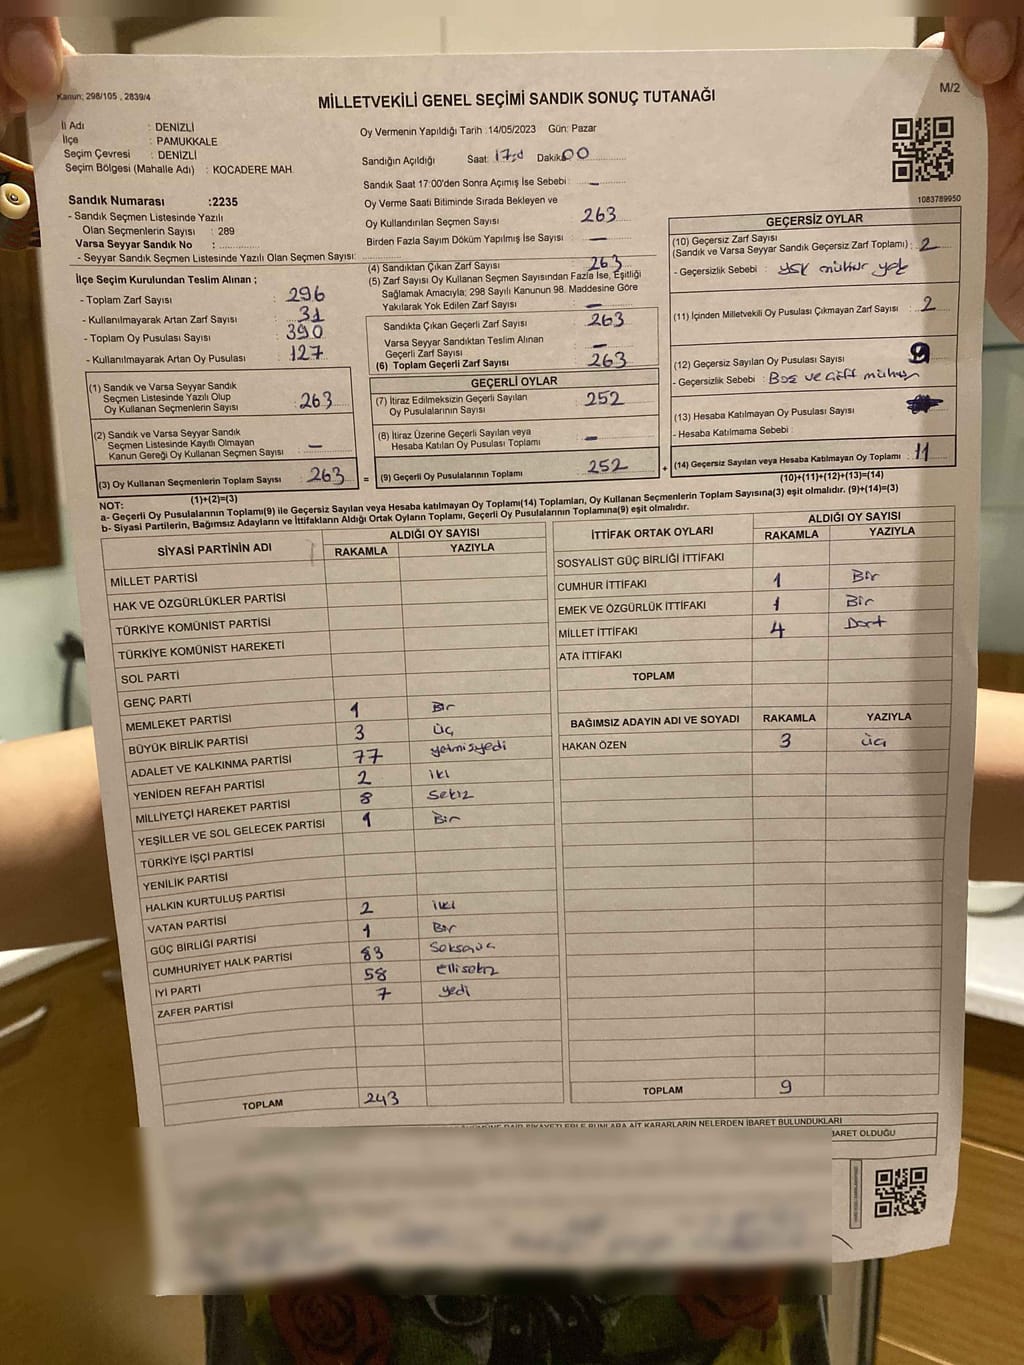 Kanun; 298/105 , 2839/4
MİLLETVEKİLİ GENEL SEÇİMİ SANDIK SONUÇ TUTANAĞI
M/2
İl Adı : DENİZLİ
İlçe : PAMUKKALE
Seçim Çevresi : DENİZLİ
Seçim Bölgesi (Mahalle Adı) : KOCADERE MAH.
Oy Vermenin Yapıldığı Tarih :14/05/2023 Gün: Pazar
Sandığın Açıldığı Saat: Dakika: 00
Sandık Saat 17:00'den Sonra Açımış İse Sebebi : –
Oy Verme Saati Bitiminde Sırada Bekleyen ve
Oy Kullandırılan Seçmen Sayısı : 263
Birden Fazla Sayım Döküm Yapılmış İse Sayısı : –
1083789950
Sandık Numarası :2235
- Sandık Seçmen Listesinde Yazılı
Olan Seçmenlerin Sayısı : 289
Varsa Seyyar Sandık No :
- Seyyar Sandık Seçmen Listesinde Yazılı Olan Seçmen Sayısı:
İlçe Seçim Kurulundan Teslim Alınan ;
- Toplam Zarf Sayısı : 296
- Kullanılmayarak Artan Zarf Sayısı : 31
- Toplam Oy Pusulası Sayısı : 390
- Kullanılmayarak Artan Oy Pusulası : 127
(1) Sandık ve Varsa Seyyar Sandık
Seçmen Listesinde Yazılı Olup
Oy Kullanan Seçmenlerin Sayısı : 263
(2) Sandık ve Varsa Seyyar Sandık
Seçmen Listesinde Kayıtlı Olmayan
Kanun Gereği Oy Kullanan Seçmen Sayısı : –
(3) Oy Kullanan Seçmenlerin Toplam Sayısı : 263
(1)+(2)=(3)
(4) Sandıktan Çıkan Zarf Sayısı : 263
(5) Zarf Sayısı Oy Kullanan Seçmen Sayısından Fazla İse, Eşitliği
Sağlamak Amacıyla; 298 Sayılı Kanunun 98. Maddesine Göre
Yakılarak Yok Edilen Zarf Sayısı : –
Sandıkta Çıkan Geçerli Zarf Sayısı : 263
Varsa Seyyar Sandıktan Teslim Alınan
Geçerli Zarf Sayısı : –
(6) Toplam Geçerli Zarf Sayısı : 263
GEÇERLİ OYLAR
(7) İtiraz Edilmeksizin Geçerli Sayılan
Oy Pusulalarının Sayısı : 252
(8) İtiraz Üzerine Geçerli Sayılan veya
Hesaba Katılan Oy Pusulası Toplamı : –
= (9) Geçerli Oy Pusulalarının Toplamı : 252
GEÇERSİZ OYLAR
(10) Geçersiz Zarf Sayısı
(Sandık ve Varsa Seyyar Sandık Geçersiz Zarf Toplamı) : 2
- Geçersizlik Sebebi : YSK mühür yok
(11) İçinden Milletvekili Oy Pusulası Çıkmayan Zarf Sayısı : 2
(12) Geçersiz Sayılan Oy Pusulası Sayısı : 9
- Geçersizlik Sebebi : Boş ve çift mühür
(13) Hesaba Katılmayan Oy Pusulası Sayısı :
- Hesaba Katılmama Sebebi :
+ (14) Geçersiz Sayılan veya Hesaba Katılmayan Oy Toplamı : 11
(10)+(11)+(12)+(13)=(14)
NOT:
a- Geçerli Oy Pusulalarının Toplamı(9) ile Geçersiz Sayılan veya Hesaba katılmayan Oy Toplamı(14) Toplamları, Oy Kullanan Seçmenlerin Toplam Sayısına(3) eşit olmalıdır. (9)+(14)=(3)
b- Siyasi Partilerin, Bağımsız Adayların ve İttifakların Aldığı Ortak Oyların Toplamı, Geçerli Oy Pusulalarının Toplamına(9) eşit olmalıdır.
SİYASİ PARTİNİN ADI
ALDIĞI OY SAYISI
RAKAMLA YAZIYLA
MİLLET PARTİSİ
HAK VE ÖZGÜRLÜKLER PARTİSİ
TÜRKİYE KOMÜNİST PARTİSİ
TÜRKİYE KOMÜNİST HAREKETİ
SOL PARTİ
GENÇ PARTİ
MEMLEKET PARTİSİ 1 Bir
BÜYÜK BİRLİK PARTİSİ 3 üç
ADALET VE KALKINMA PARTİSİ 77 yetmişyedi
YENİDEN REFAH PARTİSİ 2 iki
MİLLİYETÇİ HAREKET PARTİSİ 8 Sekiz
YEŞİLLER VE SOL GELECEK PARTİSİ 1 Bir
TÜRKİYE İŞÇİ PARTİSİ
YENİLİK PARTİSİ
HALKIN KURTULUŞ PARTİSİ
VATAN PARTİSİ 2 iki
GÜÇ BİRLİĞİ PARTİSİ 1 Bir
CUMHURİYET HALK PARTİSİ 83 Seksenüç
İYİ PARTİ 58 Ellisekiz
ZAFER PARTİSİ 7 yedi
TOPLAM 243
İTTİFAK ORTAK OYLARI
ALDIĞI OY SAYISI
RAKAMLA YAZIYLA
SOSYALİST GÜÇ BİRLİĞİ İTTİFAKI
CUMHUR İTTİFAKI 1 Bir
EMEK VE ÖZGÜRLÜK İTTİFAKI 1 Bir
MİLLET İTTİFAKI 4 Dört
ATA İTTİFAKI
TOPLAM
BAĞIMSIZ ADAYIN ADI VE SOYADI RAKAMLA YAZIYLA
HAKAN ÖZEN 3 üç
TOPLAM 9
KARARLARIN NELERDEN İBARET BULUNDUKLARI
BARET OLDUĞU